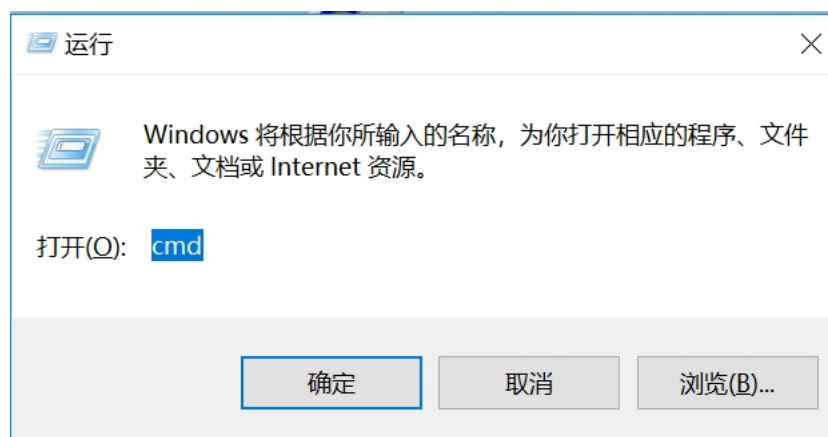 运行
Windows 将根据你所输入的名称，为你打开相应的程序、文件
夹、文档或 Internet 资源。
打开(O): cmd
确定 取消 浏览(B)...